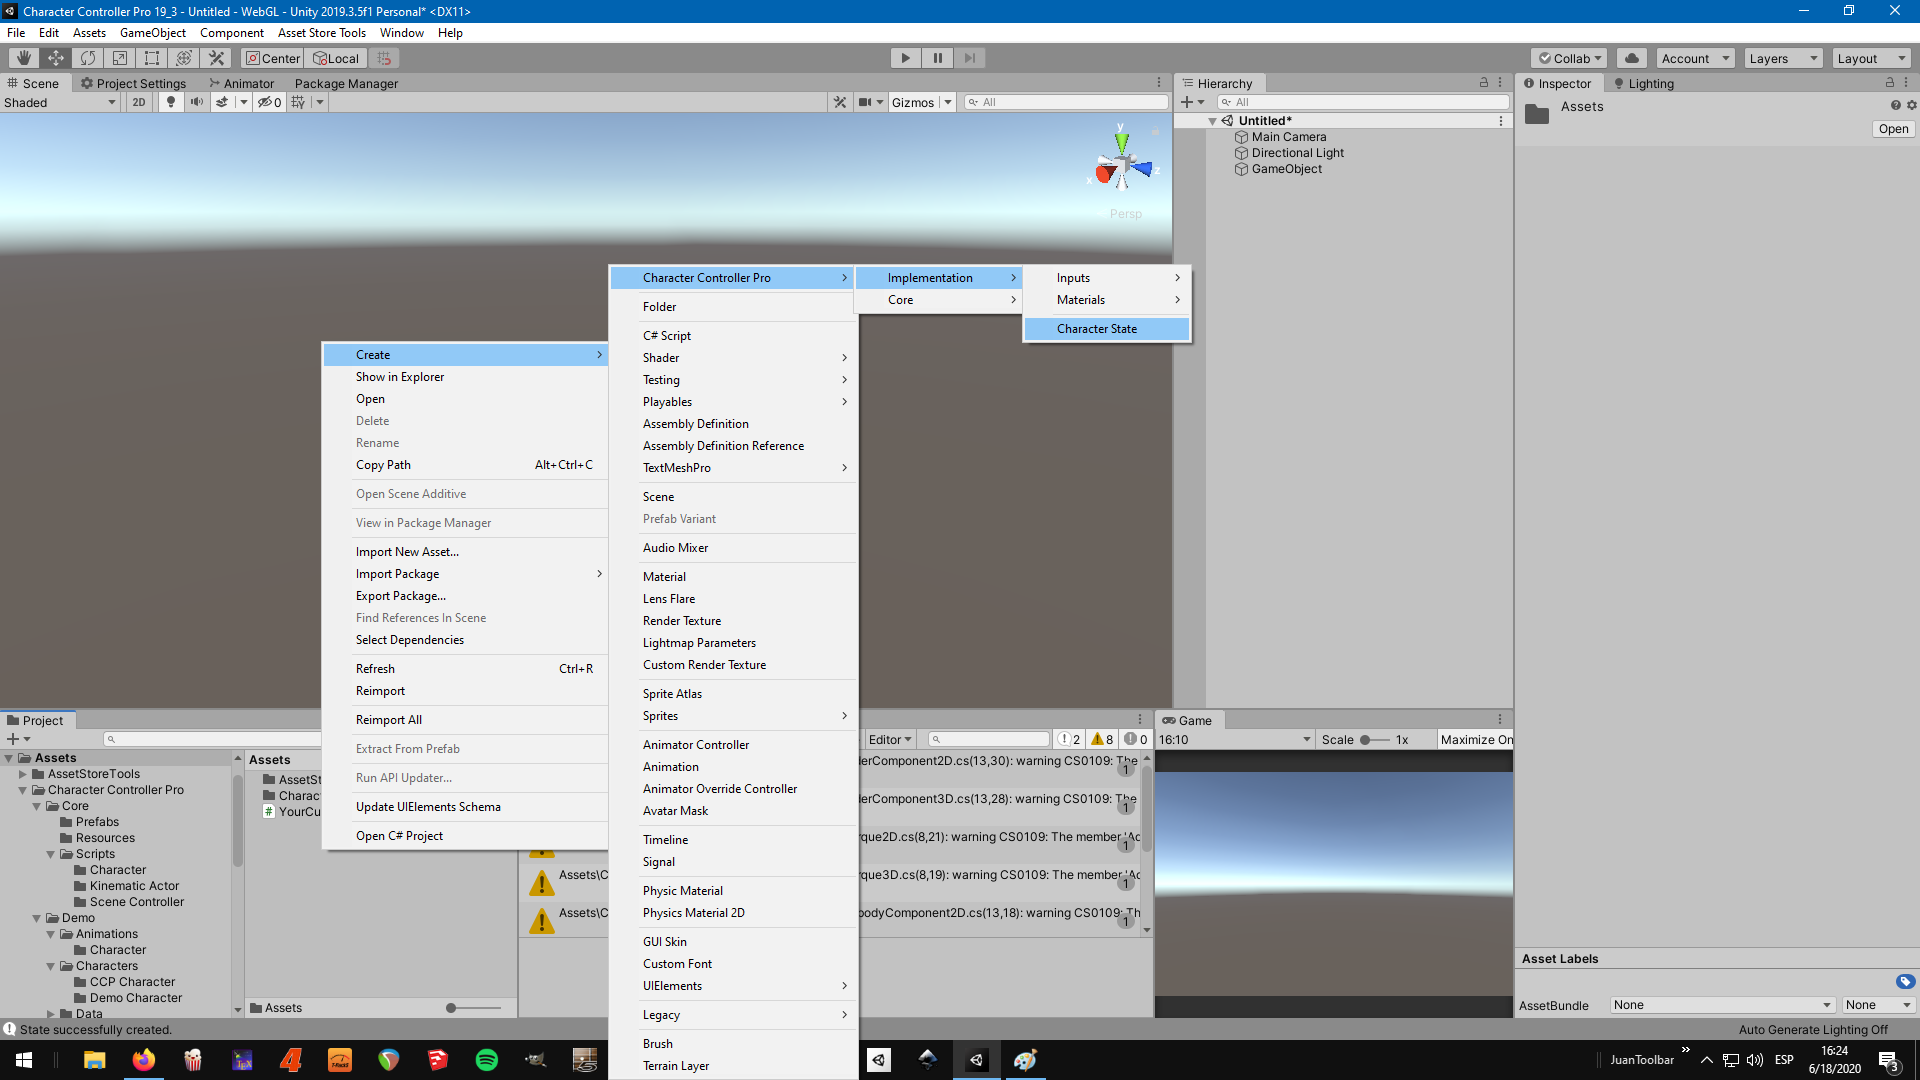 Character Controller Pro 19_3 - Untitled - WebGL - Unity 2019.3.5f1 Personal* <DX11>
File Edit Assets GameObject Component Asset Store Tools Window Help
Center Local Collab Account Layers Layout
Scene Project Settings Animator Package Manager
Shaded 2D 0 Gizmos All
y
x
z
Persp
Hierarchy
All
Untitled*
Main Camera
Directional Light
GameObject
Inspector Lighting
Assets
Open
Create
Show in Explorer
Open
Delete
Rename
Copy Path Alt+Ctrl+C
Open Scene Additive
View in Package Manager
Import New Asset...
Import Package
Export Package...
Find References In Scene
Select Dependencies
Refresh Ctrl+R
Reimport
Reimport All
Extract From Prefab
Run API Updater...
Update UIElements Schema
Open C# Project
Character Controller Pro
Folder
C# Script
Shader
Testing
Playables
Assembly Definition
Assembly Definition Reference
TextMeshPro
Scene
Prefab Variant
Audio Mixer
Material
Lens Flare
Render Texture
Lightmap Parameters
Custom Render Texture
Sprite Atlas
Sprites
Animator Controller
Animation
Animator Override Controller
Avatar Mask
Timeline
Signal
Physic Material
Physics Material 2D
GUI Skin
Custom Font
UIElements
Legacy
Brush
Terrain Layer
Implementation
Core
Inputs
Materials
Character State
Project
Assets
AssetStoreTools
Character Controller Pro
Core
Prefabs
Resources
Scripts
Character
Kinematic Actor
Scene Controller
Demo
Animations
Character
Characters
CCP Character
Demo Character
Data
Assets
AssetSt
Charac
# YourCu
Assets
Editor 2 8 0
erComponent2D.cs(13,30): warning CS0109: The 1
erComponent3D.cs(13,28): warning CS0109: The 1
que2D.cs(8,21): warning CS0109: The member 'Ac 1
Assets\C que3D.cs(8,19): warning CS0109: The member 'Ac 1
Assets\C bodyComponent2D.cs(13,18): warning CS0109: Th 1
Game
16:10 Scale 1x Maximize On
Asset Labels
AssetBundle None None
State successfully created.
Auto Generate Lighting Off
JuanToolbar ESP
16:24
6/18/2020
3